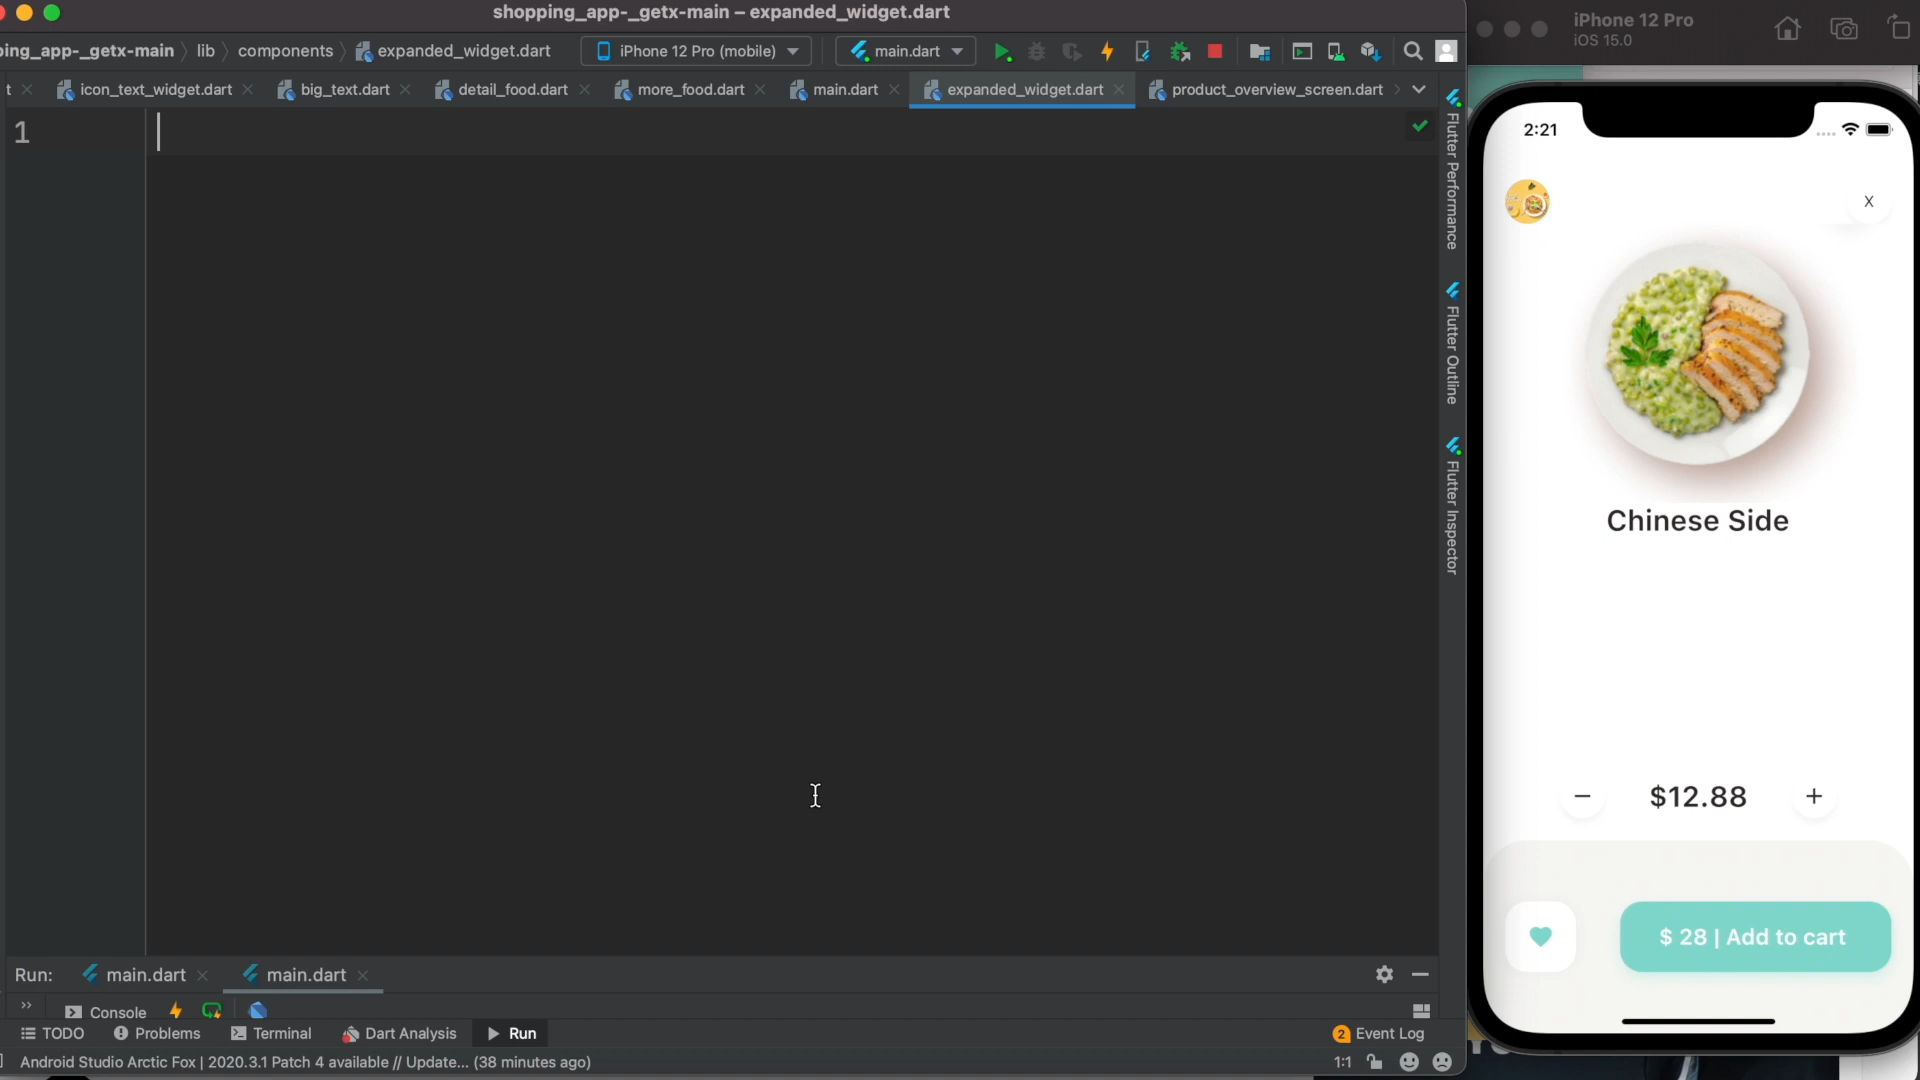 shopping_app-_getx-main – expanded_widget.dart
ing_app-_getx-main lib components expanded_widget.dart
iPhone 12 Pro (mobile)
main.dart
t
icon_text_widget.dart
big_text.dart
detail_food.dart
more_food.dart
main.dart
expanded_widget.dart
product_overview_screen.dart
1
Flutter Performance
Flutter Outline
Flutter Inspector
Run:
main.dart
main.dart
Console
TODO
Problems
Terminal
Dart Analysis
Run
2 Event Log
Android Studio Arctic Fox | 2020.3.1 Patch 4 available // Update... (38 minutes ago)
1:1
iPhone 12 Pro
iOS 15.0
2:21
X
Chinese Side
$12.88
$ 28 | Add to cart